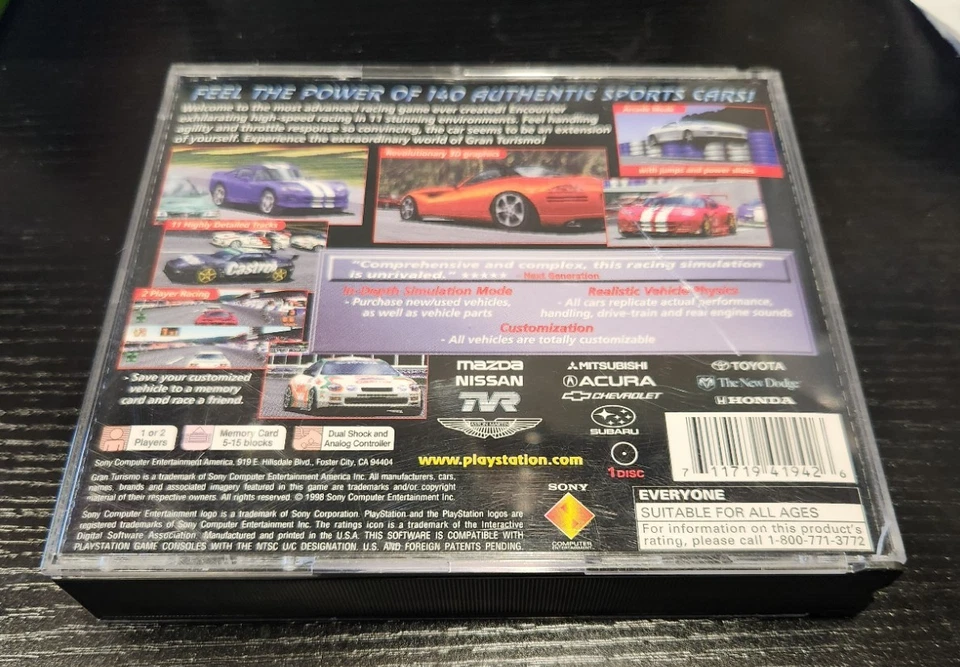 FEEL THE POWER OF 140 AUTHENTIC SPORTS CARS!
Welcome to the most advanced racing game ever created! Encounter
exhilarating high-speed racing in 11 stunning environments. Feel handling
agility and throttle response so convincing, the car seems to be an extension
of yourself. Experience the extraordinary world of Gran Turismo!
Arcade Mode
with jumps and power slides
Revolutionary 3D graphics
11 Highly Detailed Tracks
Castrol
"Comprehensive and complex, this racing simulation
is unrivaled." ★★★★★ - Next Generation
2 Player Racing
In-Depth Simulation Mode
- Purchase new/used vehicles,
as well as vehicle parts
Realistic Vehicle Physics
- All cars replicate actual performance,
handling, drive-train and real engine sounds
Customization
- All vehicles are totally customizable
- Save your customized
vehicle to a memory
card and race a friend.
MAZDA
MITSUBISHI
TOYOTA
NISSAN
ACURA
The New Dodge
TVR
CHEVROLET
HONDA
ASTON MARTIN
SUBARU
1 or 2
Players
Memory Card
5-15 blocks
Dual Shock and
Analog Controller
www.playstation.com
1 DISC
7 11719 41942 6
Sony Computer Entertainment America, 919 E. Hillsdale Blvd., Foster City, CA 94404
Gran Turismo is a trademark of Sony Computer Entertainment America Inc. All manufacturers, cars,
names, brands and associated imagery featured in this game are trademarks and/or copyright
material of their respective owners. All rights reserved. © 1998 Sony Computer Entertainment Inc.
Sony Computer Entertainment logo is a trademark of Sony Corporation. PlayStation and the PlayStation logos are
registered trademarks of Sony Computer Entertainment Inc. The ratings icon is a trademark of the Interactive
Digital Software Association. Manufactured and printed in the U.S.A. THIS SOFTWARE IS COMPATIBLE WITH
PLAYSTATION GAME CONSOLES WITH THE NTSC U/C DESIGNATION. U.S. AND FOREIGN PATENTS PENDING.
SONY
COMPUTER
ENTERTAINMENT
EVERYONE
SUITABLE FOR ALL AGES
For information on this product's
rating, please call 1-800-771-3772